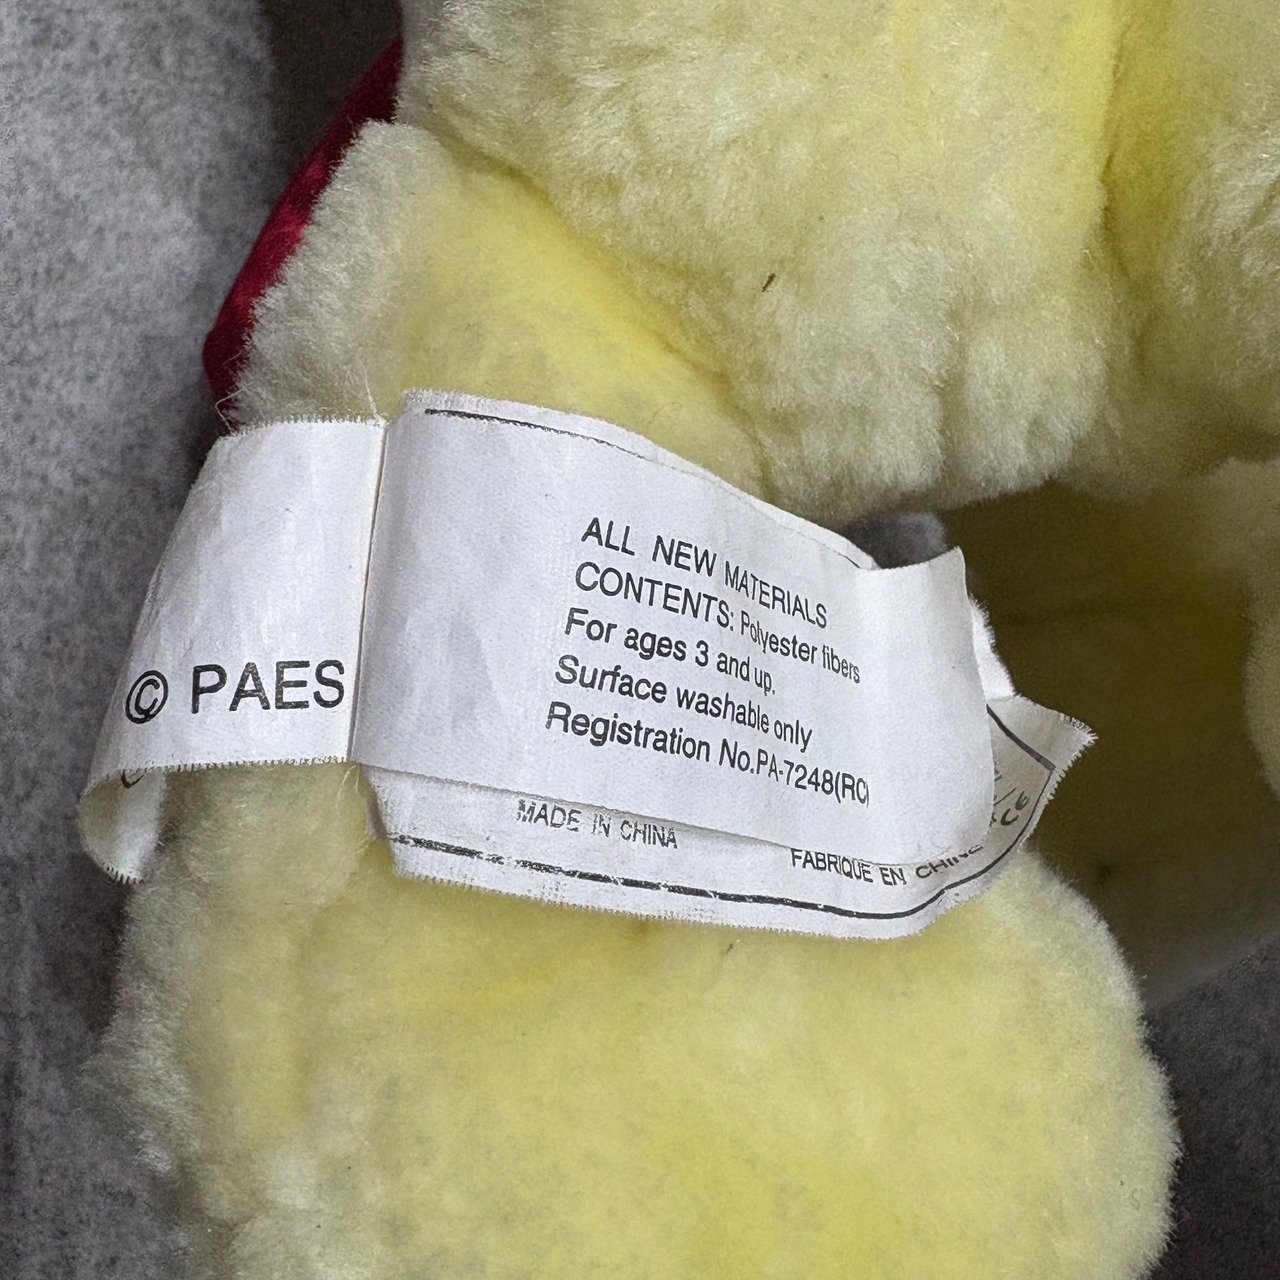 © PAES
ALL NEW MATERIALS
CONTENTS: Polyester fibers
For ages 3 and up.
Surface washable only
Registration No.PA-7248(RC)
MADE IN CHINA
FABRIQUE EN CHINE